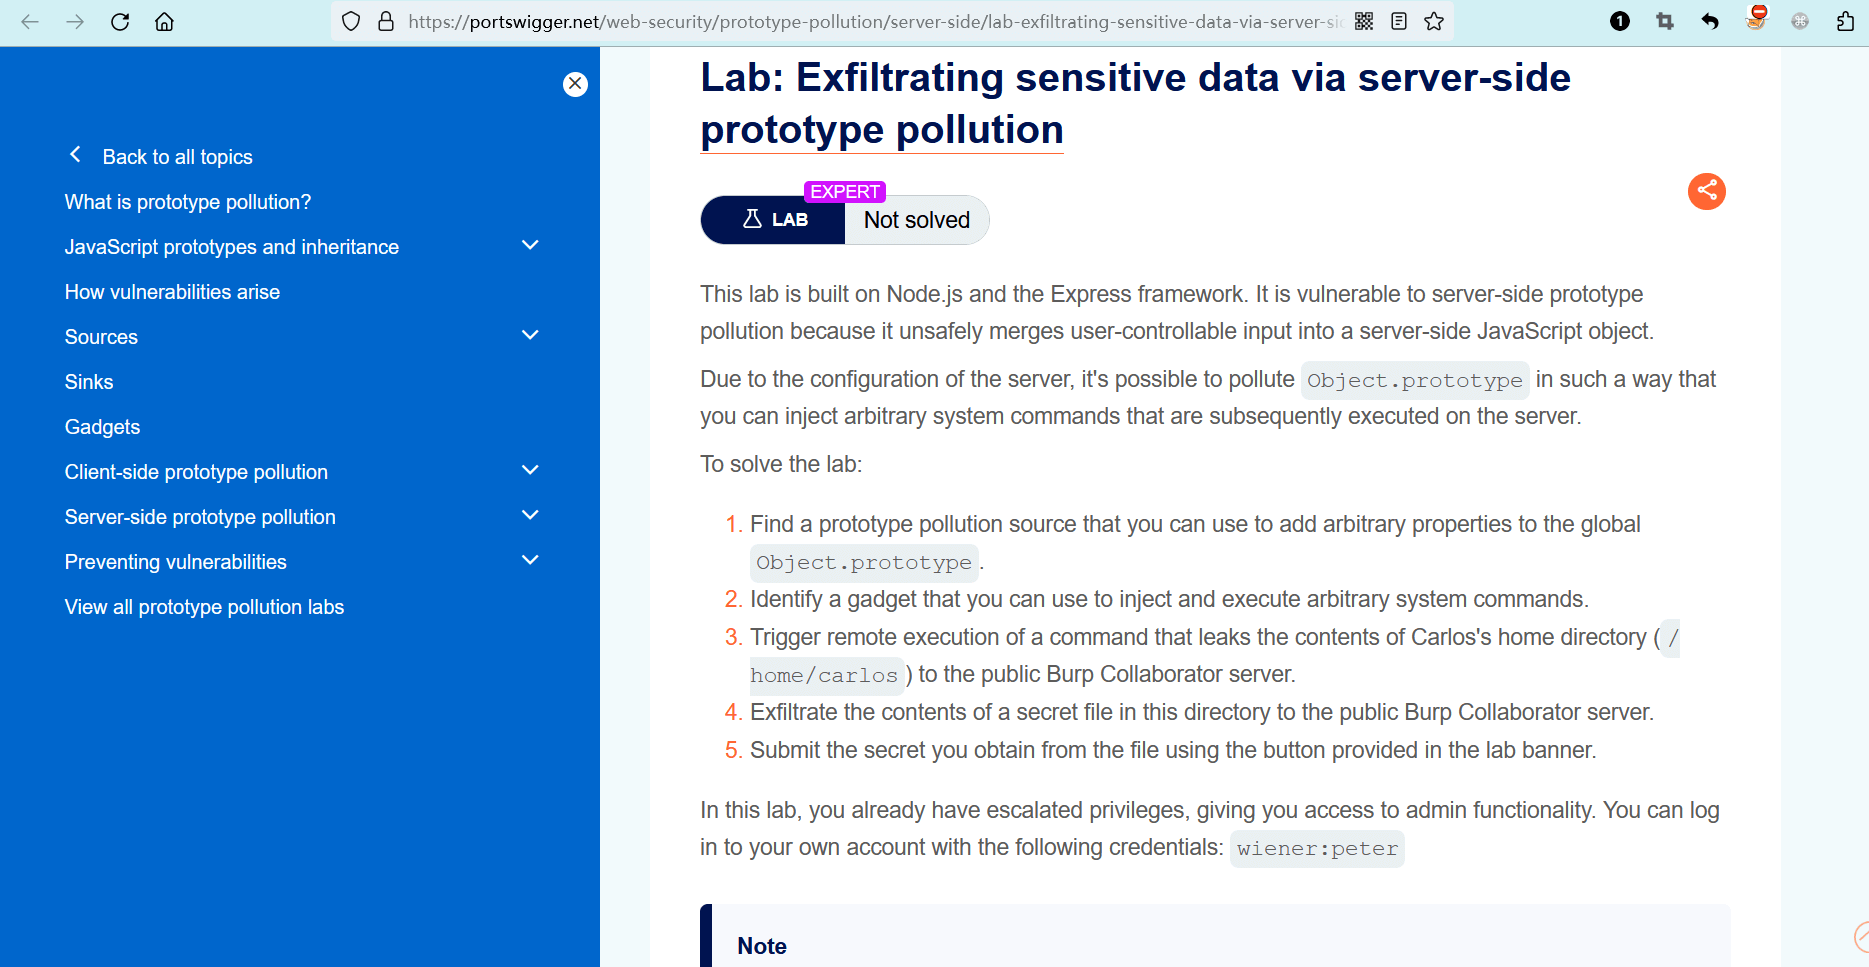 https://portswigger.net/web-security/prototype-pollution/server-side/lab-exfiltrating-sensitive-data-via-server-si
1
Back to all topics
What is prototype pollution?
JavaScript prototypes and inheritance
How vulnerabilities arise
Sources
Sinks
Gadgets
Client-side prototype pollution
Server-side prototype pollution
Preventing vulnerabilities
View all prototype pollution labs
Lab: Exfiltrating sensitive data via server-side
prototype pollution
EXPERT
LAB
Not solved
This lab is built on Node.js and the Express framework. It is vulnerable to server-side prototype
pollution because it unsafely merges user-controllable input into a server-side JavaScript object.
Due to the configuration of the server, it's possible to pollute Object.prototype in such a way that
you can inject arbitrary system commands that are subsequently executed on the server.
To solve the lab:
1. Find a prototype pollution source that you can use to add arbitrary properties to the global
Object.prototype.
2. Identify a gadget that you can use to inject and execute arbitrary system commands.
3. Trigger remote execution of a command that leaks the contents of Carlos's home directory ( /
home/carlos ) to the public Burp Collaborator server.
4. Exfiltrate the contents of a secret file in this directory to the public Burp Collaborator server.
5. Submit the secret you obtain from the file using the button provided in the lab banner.
In this lab, you already have escalated privileges, giving you access to admin functionality. You can log
in to your own account with the following credentials: wiener:peter
Note